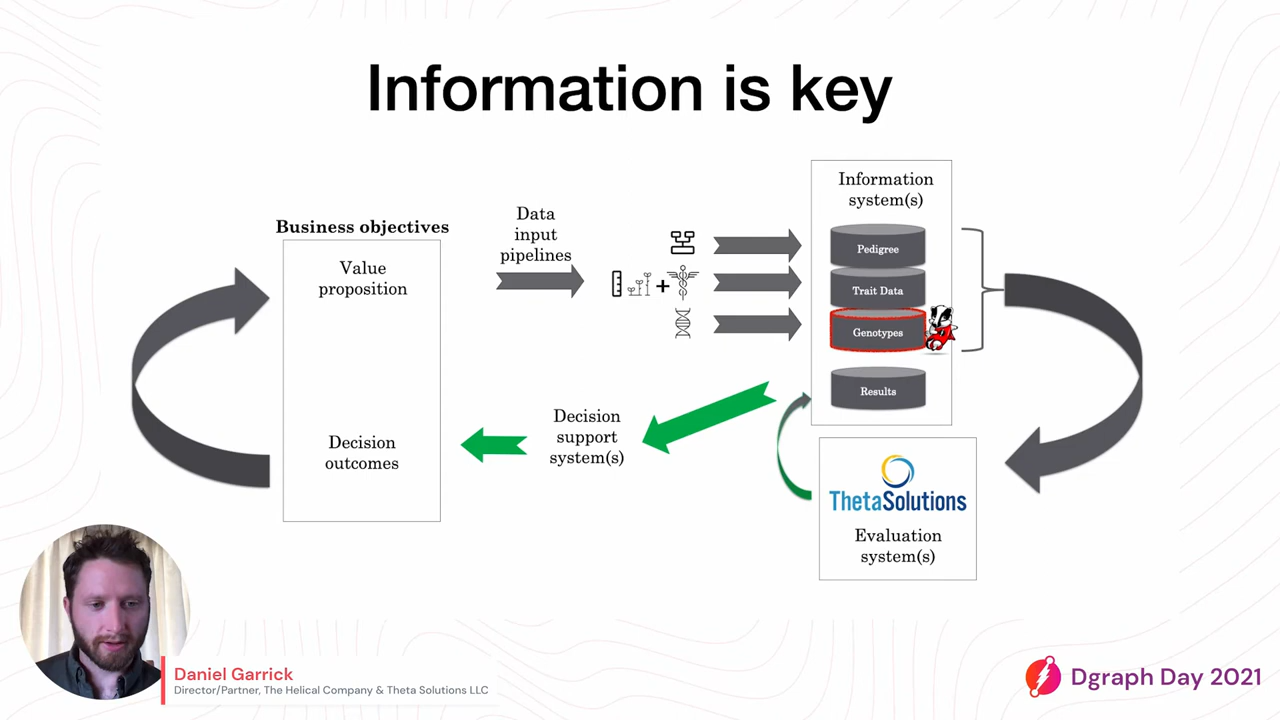 Information is key
Business objectives
Value
proposition
Decision
outcomes
Data
input
pipelines
Information
system(s)
Pedigree
Trait Data
Genotypes
Results
Decision
support
system(s)
ThetaSolutions
Evaluation
system(s)
Daniel Garrick
Director/Partner, The Helical Company & Theta Solutions LLC
Dgraph Day 2021